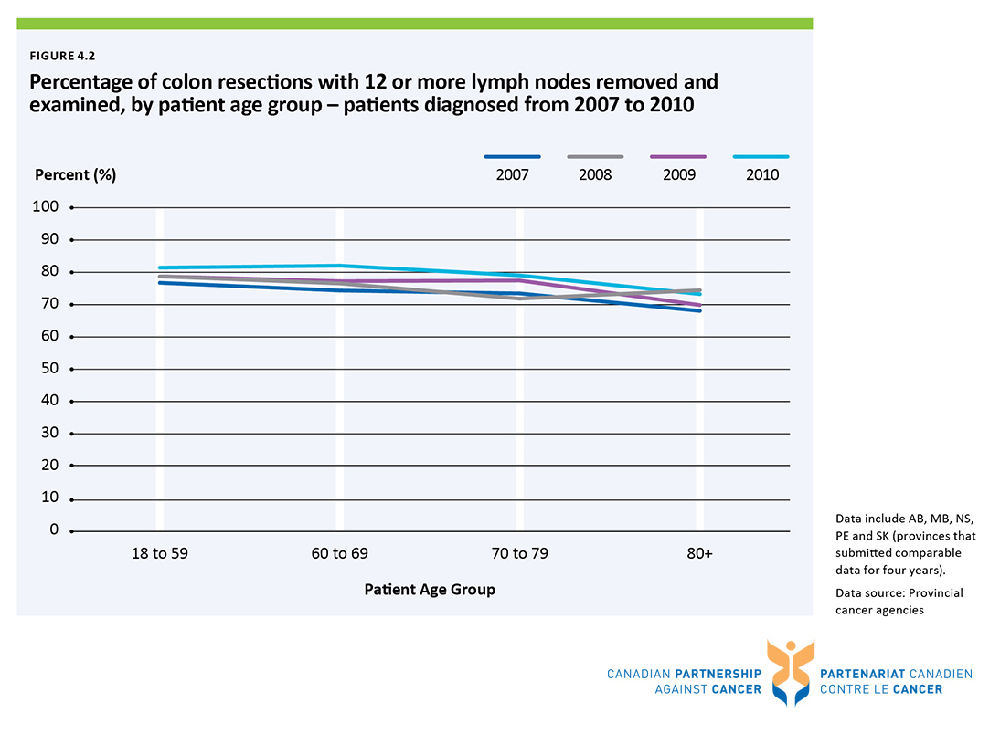 FIGURE 4.2
Percentage of colon resections with 12 or more lymph nodes removed and
examined, by patient age group – patients diagnosed from 2007 to 2010
Percent (%)
2007 2008 2009 2010
100
90
80
70
60
50
40
30
20
10
0
18 to 59 60 to 69 70 to 79 80+
Patient Age Group
Data include AB, MB, NS,
PE and SK (provinces that
submitted comparable
data for four years).
Data source: Provincial
cancer agencies
CANADIAN PARTNERSHIP
AGAINST CANCER
PARTENARIAT CANADIEN
CONTRE LE CANCER